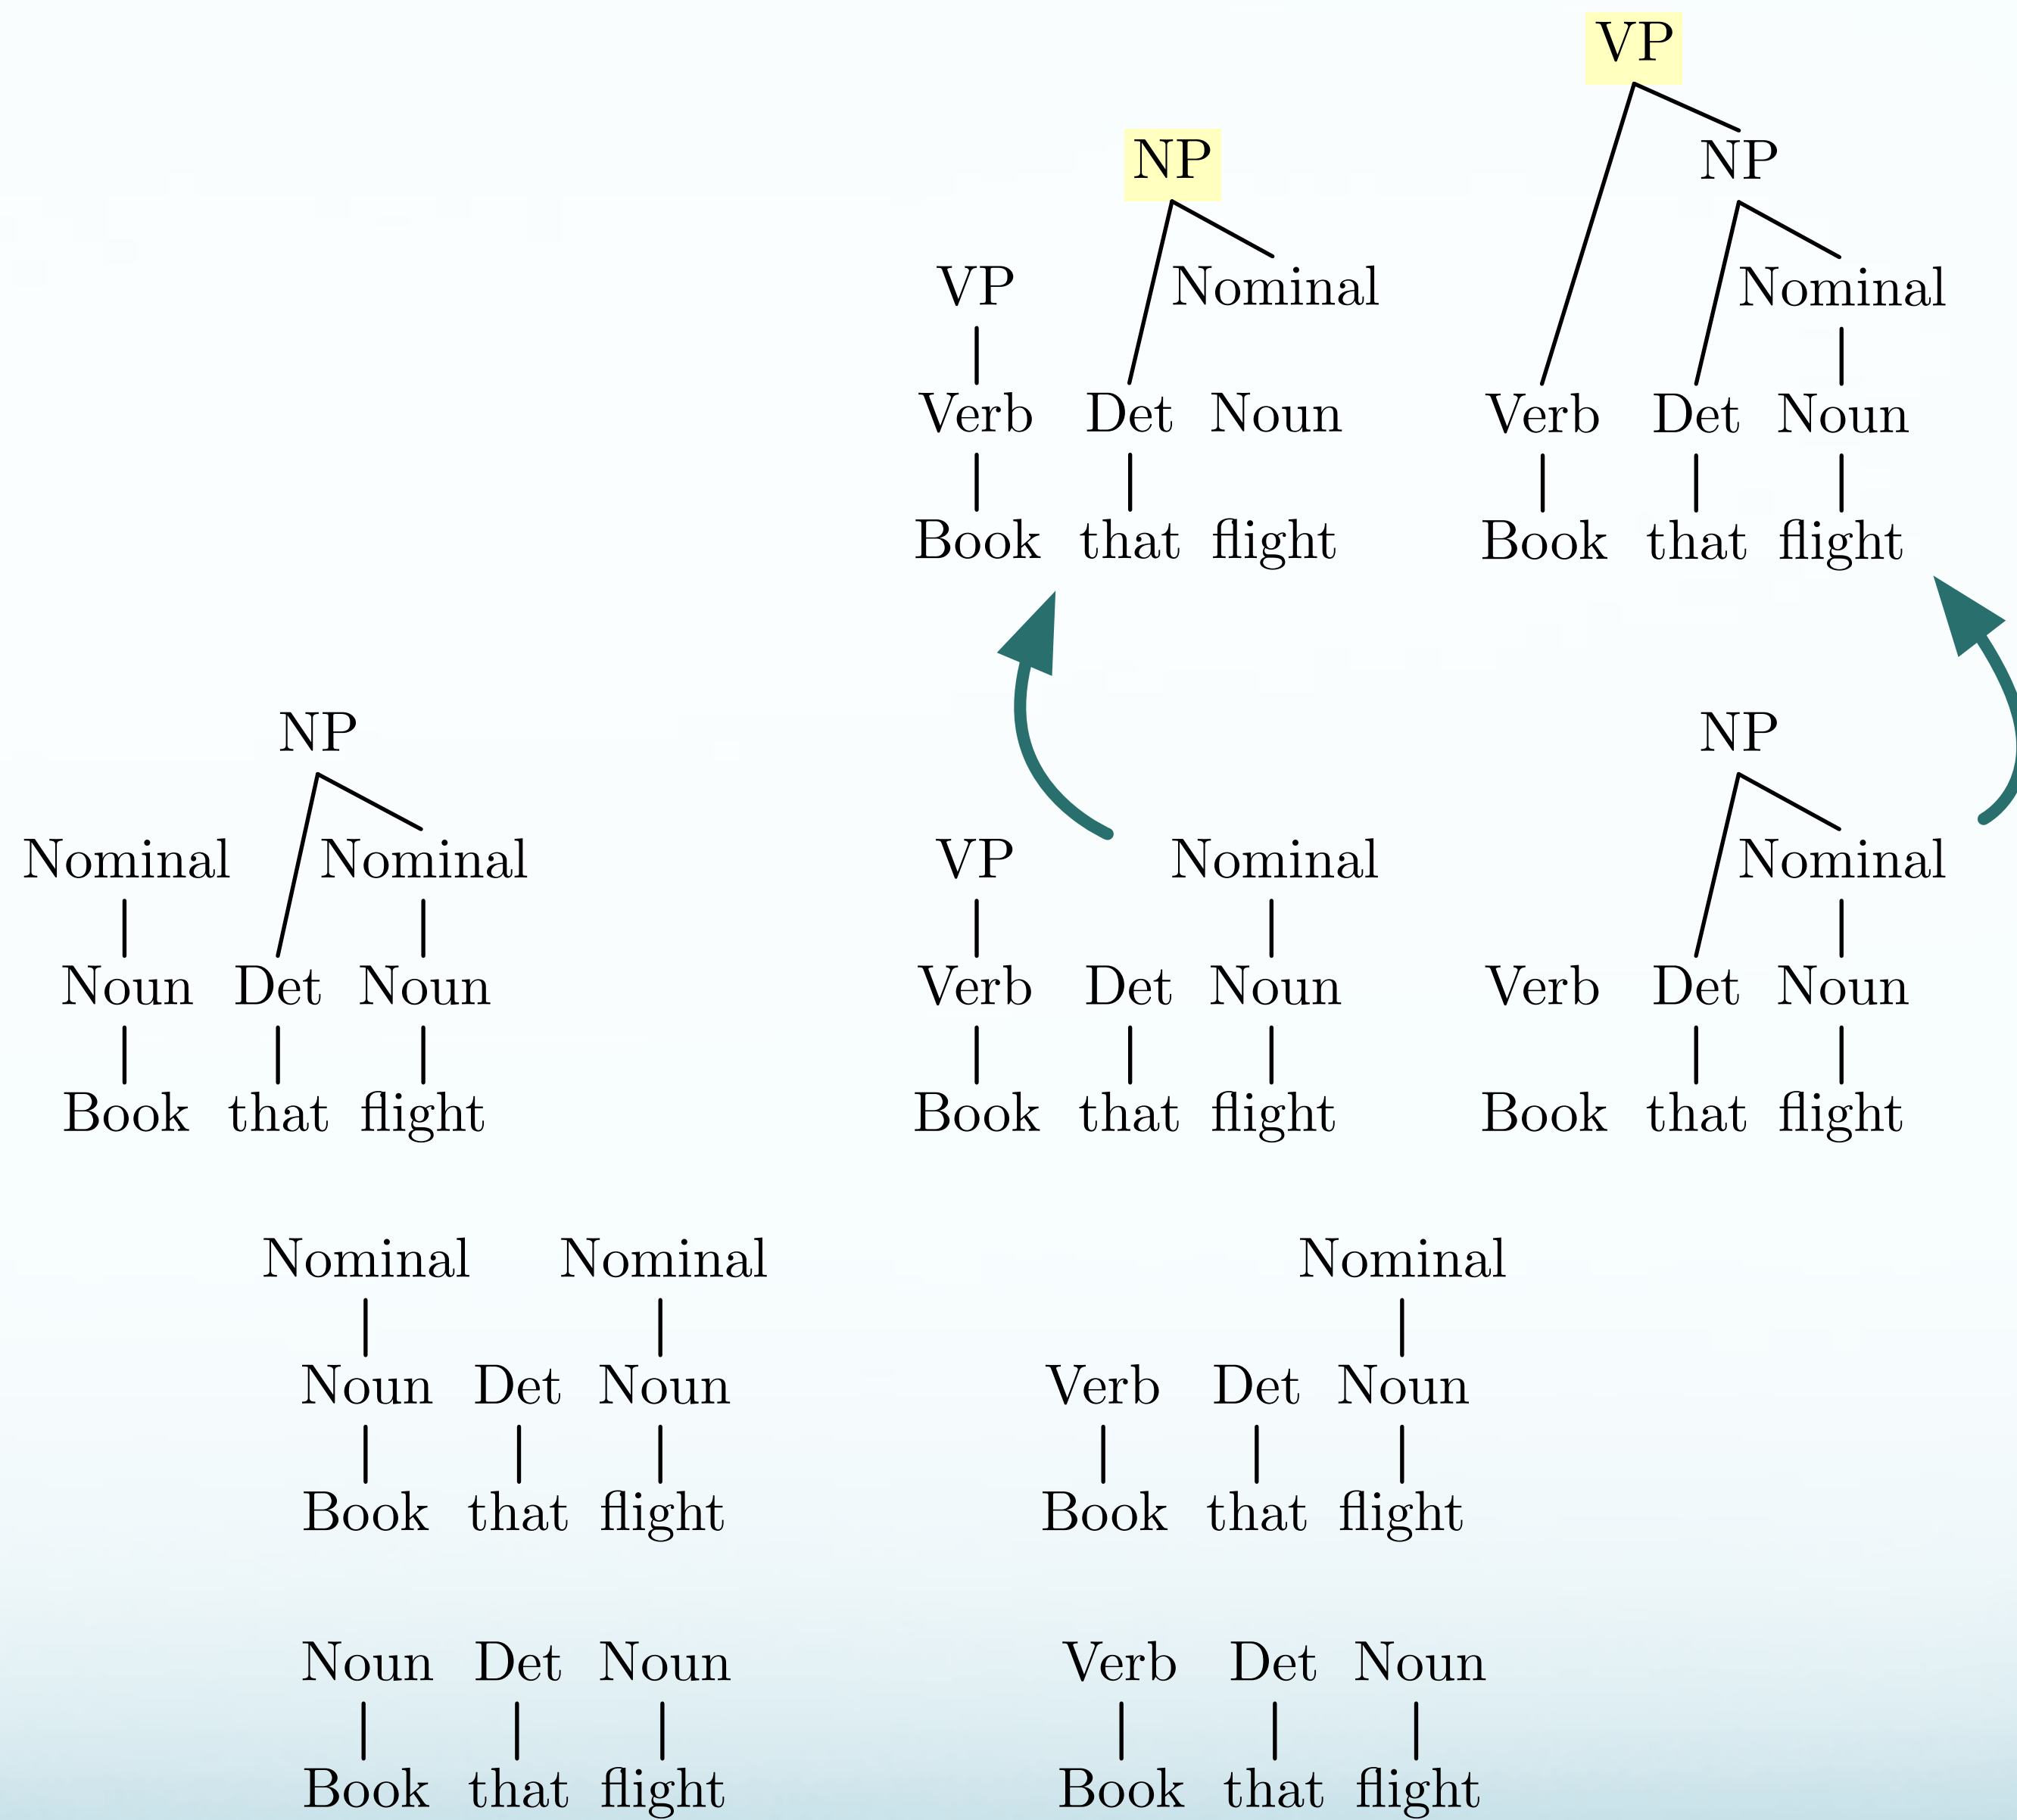 VP
NP
NP
VP Nominal Nominal
Verb Det Noun Verb Det Noun
Book that flight Book that flight
NP NP
Nominal Nominal VP Nominal Nominal
Noun Det Noun Verb Det Noun Verb Det Noun
Book that flight Book that flight Book that flight
Nominal Nominal Nominal
Noun Det Noun Verb Det Noun
Book that flight Book that flight
Noun Det Noun Verb Det Noun
Book that flight Book that flight